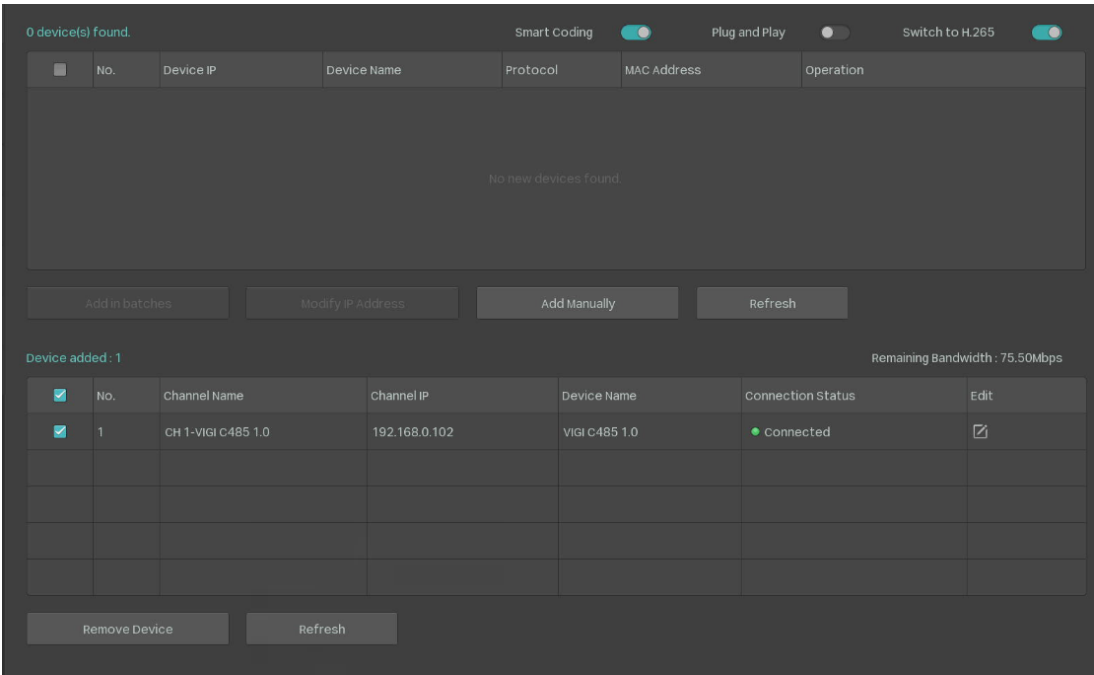 0 device(s) found. Smart Coding Plug and Play Switch to H.265
No. Device IP Device Name Protocol MAC Address Operation
No new devices found.
Add in batches Modify IP Address Add Manually Refresh
Device added : 1 Remaining Bandwidth : 75.50Mbps
No. Channel Name Channel IP Device Name Connection Status Edit
1 CH 1-VIGI C485 1.0 192.168.0.102 VIGI C485 1.0 Connected
Remove Device Refresh